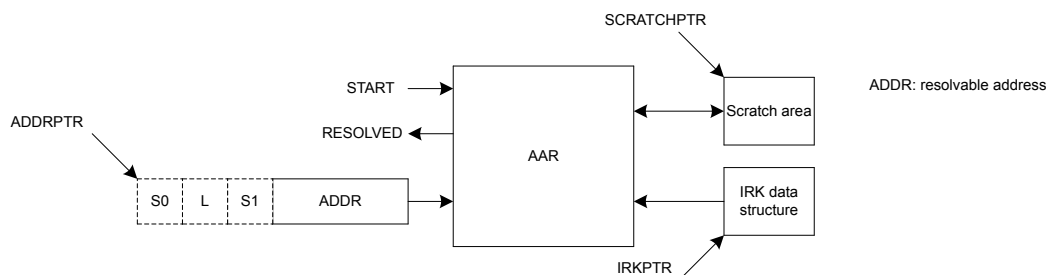 SCRATCHPTR
START
Scratch area
ADDR: resolvable address
ADDRPTR
RESOLVED
AAR
S0 L S1 ADDR
IRK data
structure
IRKPTR